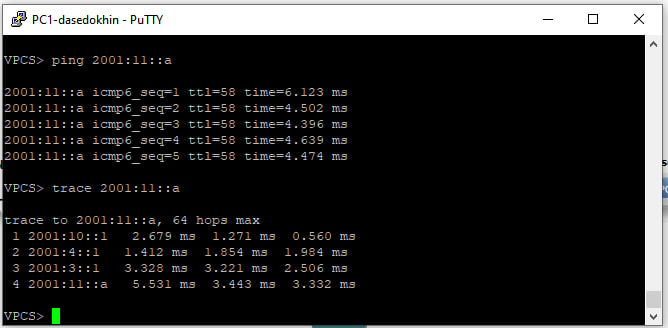 PC1-dasedokhin - PuTTY
VPCS> ping 2001:11::a
2001:11::a icmp6_seq=1 ttl=58 time=6.123 ms
2001:11::a icmp6_seq=2 ttl=58 time=4.502 ms
2001:11::a icmp6_seq=3 ttl=58 time=4.396 ms
2001:11::a icmp6_seq=4 ttl=58 time=4.639 ms
2001:11::a icmp6_seq=5 ttl=58 time=4.474 ms
VPCS> trace 2001:11::a
trace to 2001:11::a, 64 hops max
1 2001:10::1   2.679 ms  1.271 ms  0.560 ms
2 2001:4::1   1.412 ms  1.854 ms  1.984 ms
3 2001:3::1   3.328 ms  3.221 ms  2.506 ms
4 2001:11::a   5.531 ms  3.443 ms  3.332 ms
VPCS>